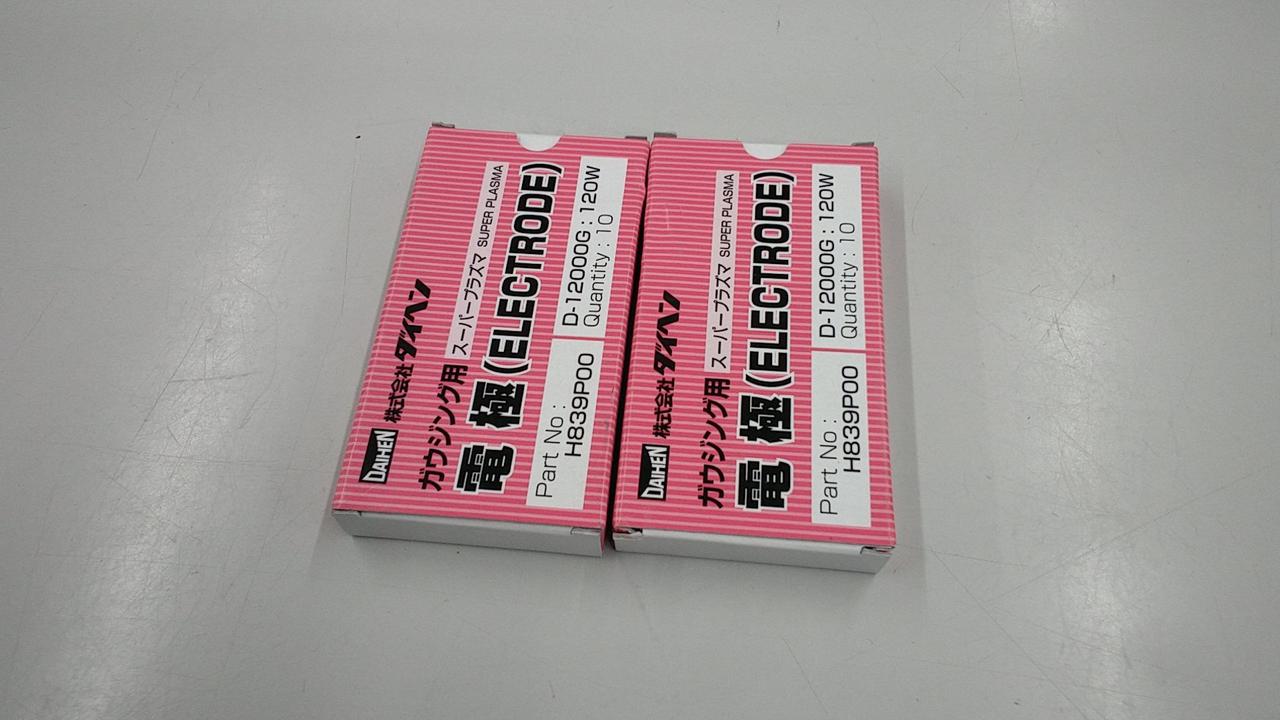 DAIHEN 株式会社ダイヘン
ガウジング用 スーパープラズマ SUPER PLASMA
電極(ELECTRODE)
Part No : D-12000G : 120W
H839P00 Quantity : 10
DAIHEN 株式会社ダイヘン
ガウジング用 スーパープラズマ SUPER PLASMA
電極(ELECTRODE)
Part No : D-12000G : 120W
H839P00 Quantity : 10